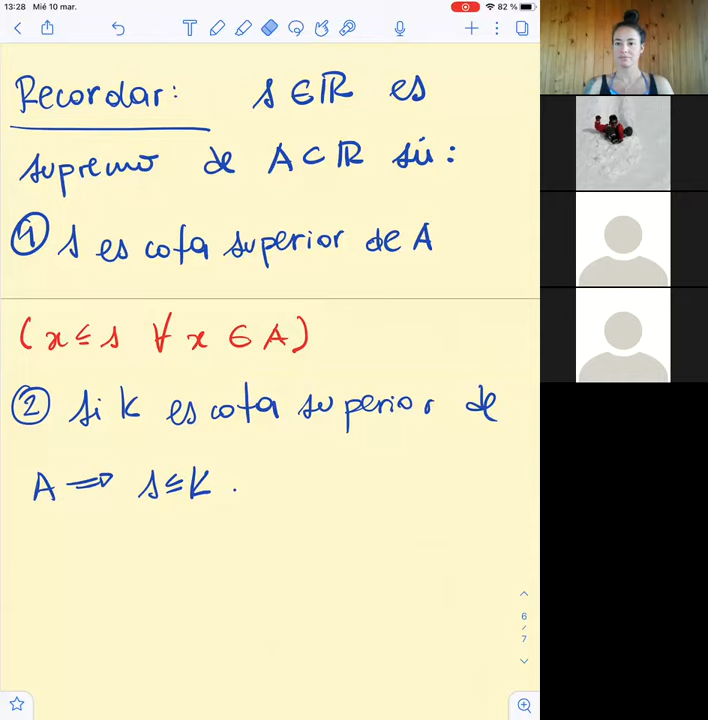 13:28 Mié 10 mar.
82 %
Recordar: s ∈ ℝ es
supremo de A ⊂ ℝ sii:
① s es cota superior de A
(x ≤ s ∀ x ∈ A)
② si K es cota superior de
A ⟹ s ≤ K .
6
/
7